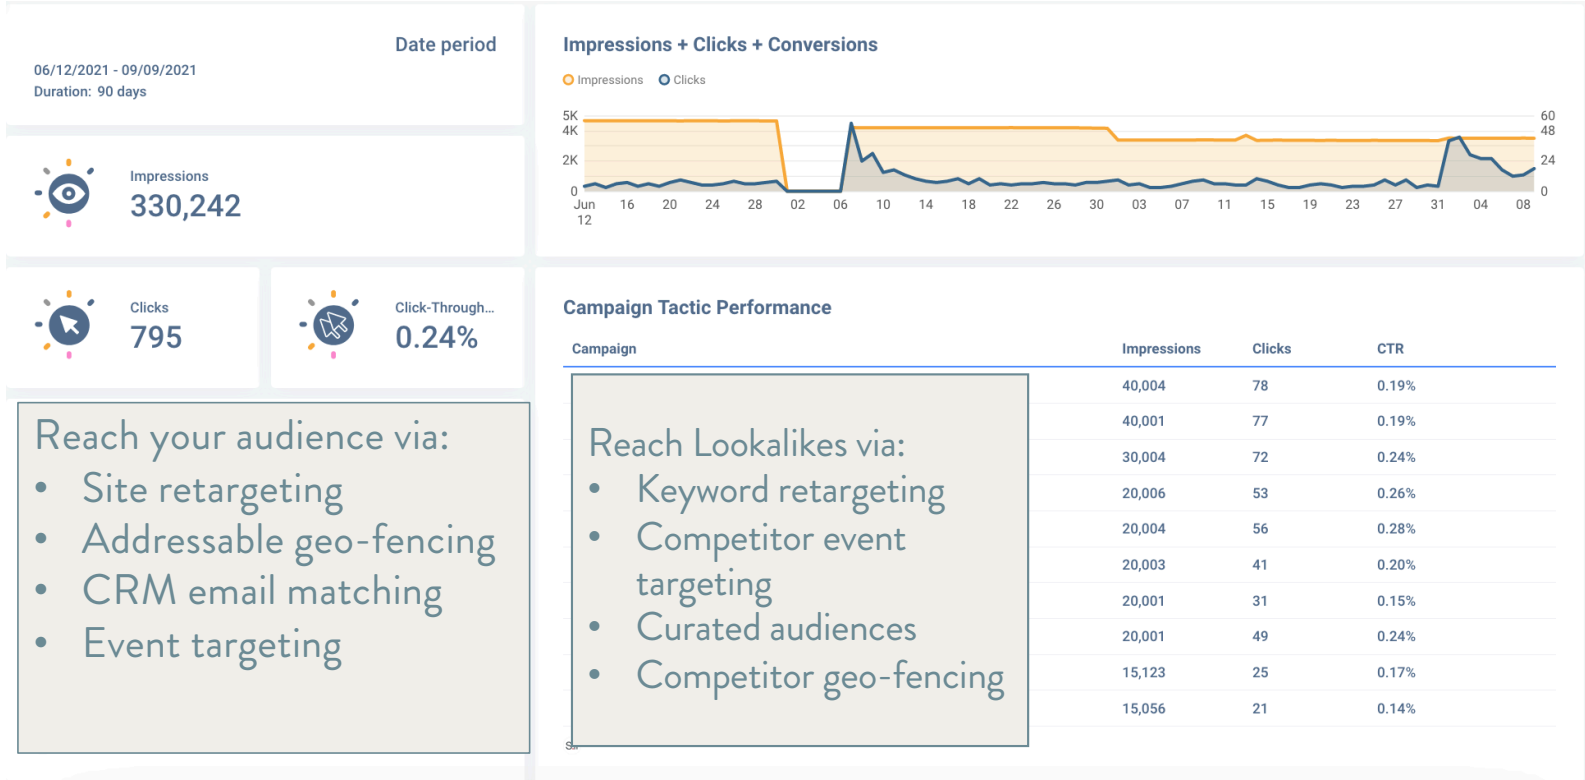 Date period
06/12/2021 - 09/09/2021
Duration: 90 days
Impressions
330,242
Clicks
795
Click-Through...
0.24%
Reach your audience via:
• Site retargeting
• Addressable geo-fencing
• CRM email matching
• Event targeting
Impressions + Clicks + Conversions
Impressions Clicks
5K 60
4K 48
2K 24
0 0
Jun 16 20 24 28 02 06 10 14 18 22 26 30 03 07 11 15 19 23 27 31 04 08
12
Campaign Tactic Performance
Campaign Impressions Clicks CTR
40,004 78 0.19%
40,001 77 0.19%
30,004 72 0.24%
20,006 53 0.26%
20,004 56 0.28%
20,003 41 0.20%
20,001 31 0.15%
20,001 49 0.24%
15,123 25 0.17%
15,056 21 0.14%
Reach Lookalikes via:
• Keyword retargeting
• Competitor event
targeting
• Curated audiences
• Competitor geo-fencing